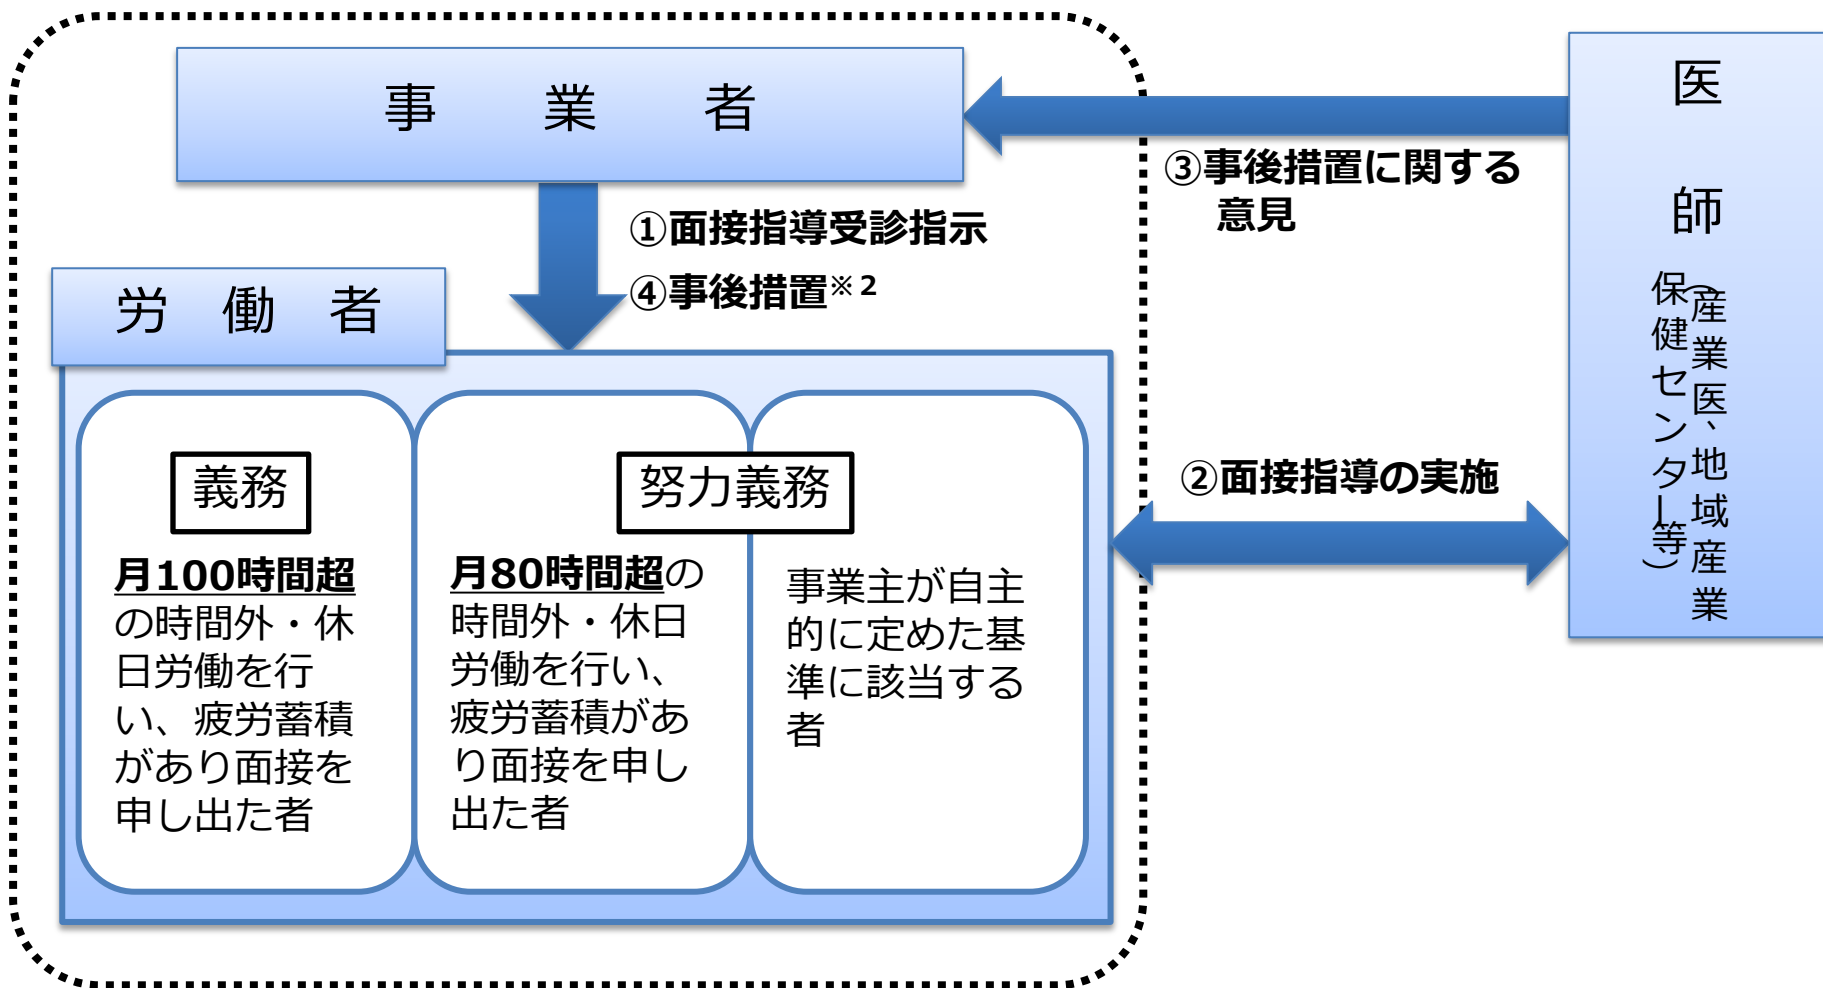 事　業　者
①面接指導受診指示
④事後措置※２
③事後措置に関する
意見
医　師
（産業医、地域産業
保健センター等）
労　働　者
義務
月100時間超
の時間外・休
日労働を行
い、疲労蓄積
があり面接を
申し出た者
努力義務
月80時間超の
時間外・休日
労働を行い、
疲労蓄積があ
り面接を申し
出た者
事業主が自主
的に定めた基
準に該当する
者
②面接指導の実施